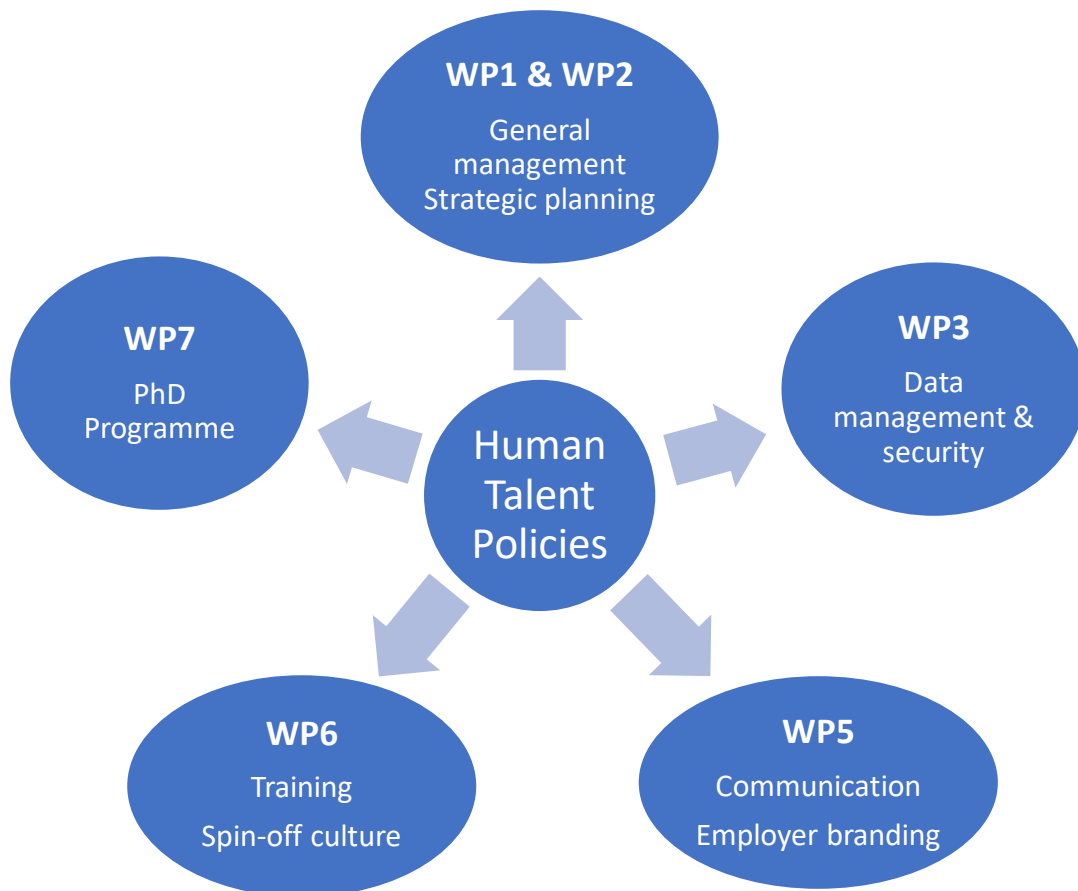 WP1 & WP2
General
management
Strategic planning
WP7
PhD
Programme
WP3
Data
management &
security
Human
Talent
Policies
WP6
Training
Spin-off culture
WP5
Communication
Employer branding